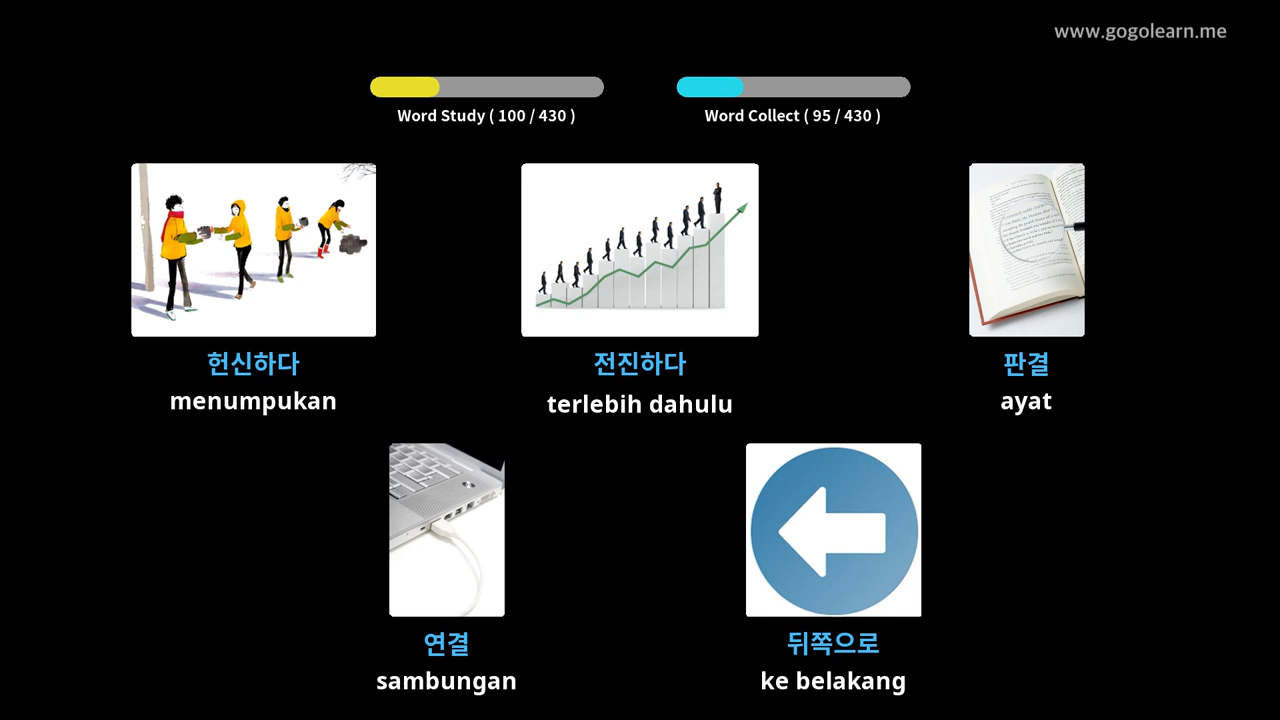 www.gogolearn.me
Word Study ( 100 / 430 )
Word Collect ( 95 / 430 )
헌신하다
menumpukan
전진하다
terlebih dahulu
판결
ayat
연결
sambungan
뒤쪽으로
ke belakang